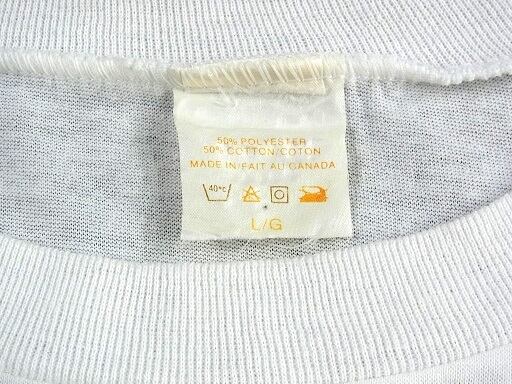 50% POLYESTER
50% COTTON/COTON
MADE IN/FAIT AU CANADA
40°C
L/G